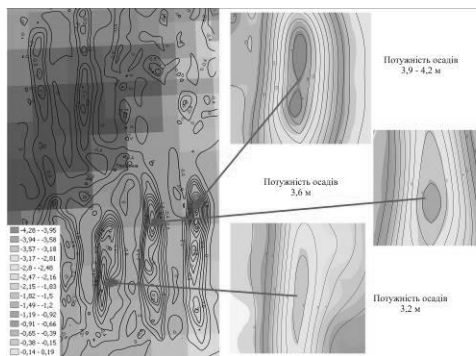 Потужність осадів
3,9 - 4,2 м
Потужність осадів
3,6 м
Потужність осадів
3,2 м
-4,26 - -3,95
-3,94 - -3,58
-3,57 - -3,18
-3,17 - -2,81
-2,8 - -2,48
-2,47 - -2,16
-2,15 - -1,83
-1,82 - -1,5
-1,49 - -1,2
-1,19 - -0,92
-0,91 - -0,66
-0,65 - -0,39
-0,38 - -0,15
-0,14 - 0,19